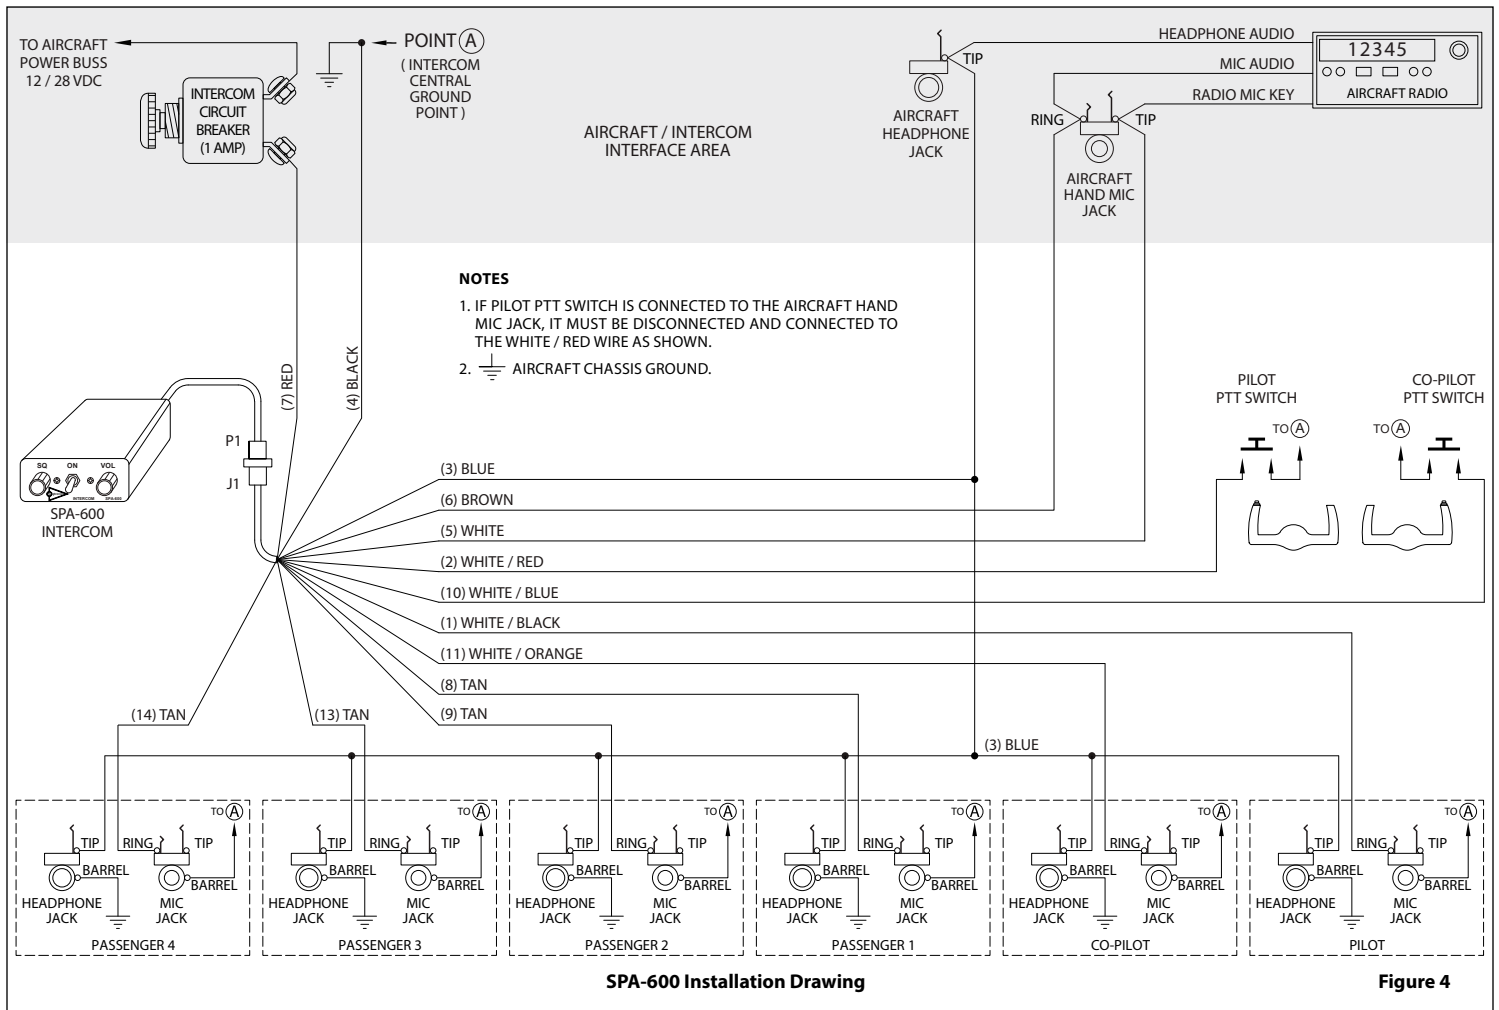 TO AIRCRAFT
POWER BUSS
12 / 28 VDC
INTERCOM
CIRCUIT
BREAKER
(1 AMP)
POINT A
( INTERCOM
CENTRAL
GROUND
POINT )
AIRCRAFT / INTERCOM
INTERFACE AREA
TIP
AIRCRAFT
HEADPHONE
JACK
HEADPHONE AUDIO
MIC AUDIO
RADIO MIC KEY
RING
TIP
AIRCRAFT
HAND MIC
JACK
12345
AIRCRAFT RADIO
NOTES
1. IF PILOT PTT SWITCH IS CONNECTED TO THE AIRCRAFT HAND
MIC JACK, IT MUST BE DISCONNECTED AND CONNECTED TO
THE WHITE / RED WIRE AS SHOWN.
2. AIRCRAFT CHASSIS GROUND.
(7) RED
(4) BLACK
P1
J1
SQ ON VOL
INTERCOM SPA-600
SPA-600
INTERCOM
PILOT
PTT SWITCH
TO A
CO-PILOT
PTT SWITCH
TO A
(3) BLUE
(6) BROWN
(5) WHITE
(2) WHITE / RED
(10) WHITE / BLUE
(1) WHITE / BLACK
(11) WHITE / ORANGE
(8) TAN
(9) TAN
(14) TAN
(13) TAN
(3) BLUE
TO A
TIP RING TIP
BARREL
BARREL
HEADPHONE
JACK
MIC
JACK
PASSENGER 4
TO A
TIP RING TIP
BARREL
BARREL
HEADPHONE
JACK
MIC
JACK
PASSENGER 3
TO A
TIP RING TIP
BARREL
BARREL
HEADPHONE
JACK
MIC
JACK
PASSENGER 2
TO A
TIP RING TIP
BARREL
BARREL
HEADPHONE
JACK
MIC
JACK
PASSENGER 1
TO A
TIP RING TIP
BARREL
BARREL
HEADPHONE
JACK
MIC
JACK
CO-PILOT
TO A
TIP RING TIP
BARREL
BARREL
HEADPHONE
JACK
MIC
JACK
PILOT
SPA-600 Installation Drawing
Figure 4